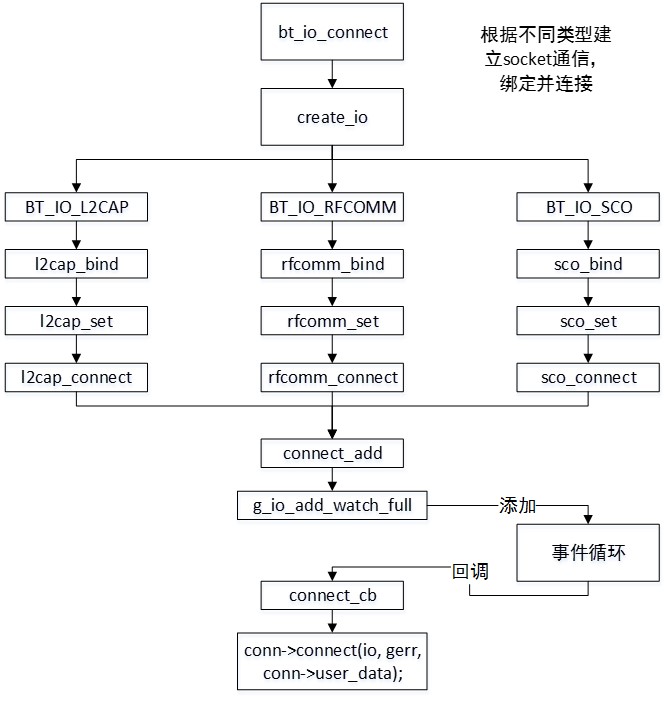 bt_io_connect
根据不同类型建
立socket通信，
绑定并连接
create_io
BT_IO_L2CAP
BT_IO_RFCOMM
BT_IO_SCO
l2cap_bind
rfcomm_bind
sco_bind
l2cap_set
rfcomm_set
sco_set
l2cap_connect
rfcomm_connect
sco_connect
connect_add
g_io_add_watch_full
添加
事件循环
回调
connect_cb
conn->connect(io, gerr,
conn->user_data);